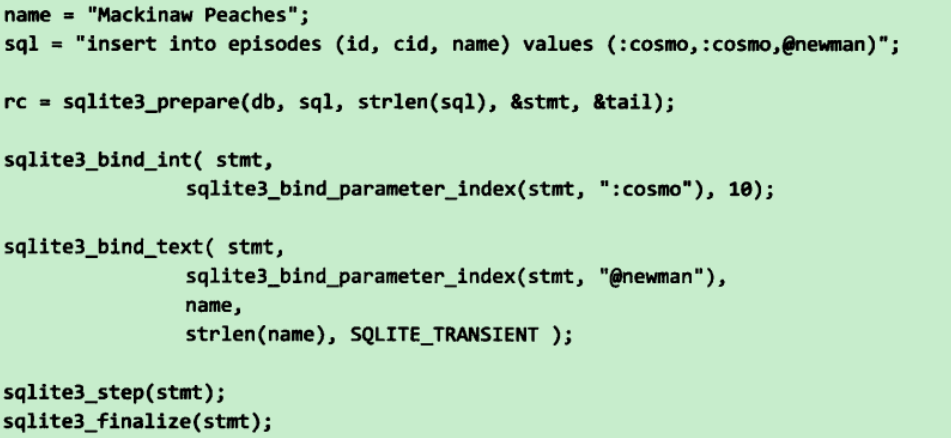 name = "Mackinaw Peaches";
sql = "insert into episodes (id, cid, name) values (:cosmo,:cosmo,@newman)";
rc = sqlite3_prepare(db, sql, strlen(sql), &stmt, &tail);
sqlite3_bind_int( stmt,
sqlite3_bind_parameter_index(stmt, ":cosmo"), 10);
sqlite3_bind_text( stmt,
sqlite3_bind_parameter_index(stmt, "@newman"),
name,
strlen(name), SQLITE_TRANSIENT );
sqlite3_step(stmt);
sqlite3_finalize(stmt);